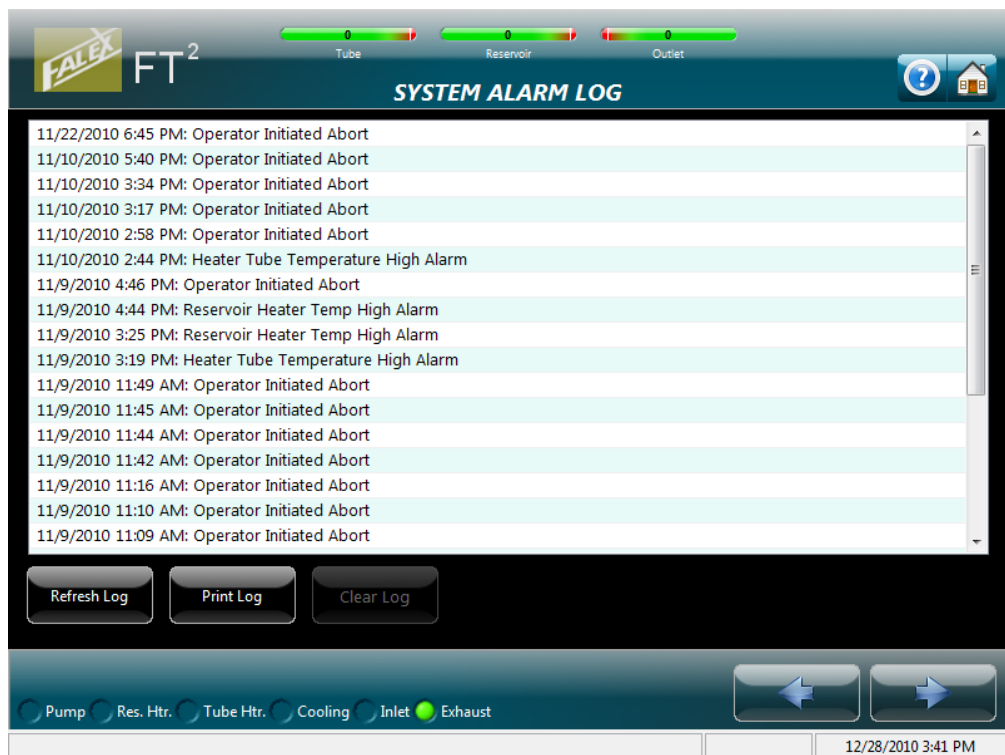 FALEX FT2
0 0 0
Tube Reservoir Outlet
SYSTEM ALARM LOG
?
11/22/2010 6:45 PM: Operator Initiated Abort
11/10/2010 5:40 PM: Operator Initiated Abort
11/10/2010 3:34 PM: Operator Initiated Abort
11/10/2010 3:17 PM: Operator Initiated Abort
11/10/2010 2:58 PM: Operator Initiated Abort
11/10/2010 2:44 PM: Heater Tube Temperature High Alarm
11/9/2010 4:46 PM: Operator Initiated Abort
11/9/2010 4:44 PM: Reservoir Heater Temp High Alarm
11/9/2010 3:25 PM: Reservoir Heater Temp High Alarm
11/9/2010 3:19 PM: Heater Tube Temperature High Alarm
11/9/2010 11:49 AM: Operator Initiated Abort
11/9/2010 11:45 AM: Operator Initiated Abort
11/9/2010 11:44 AM: Operator Initiated Abort
11/9/2010 11:42 AM: Operator Initiated Abort
11/9/2010 11:16 AM: Operator Initiated Abort
11/9/2010 11:10 AM: Operator Initiated Abort
11/9/2010 11:09 AM: Operator Initiated Abort
Refresh Log Print Log Clear Log
Pump Res. Htr. Tube Htr. Cooling Inlet Exhaust
12/28/2010 3:41 PM